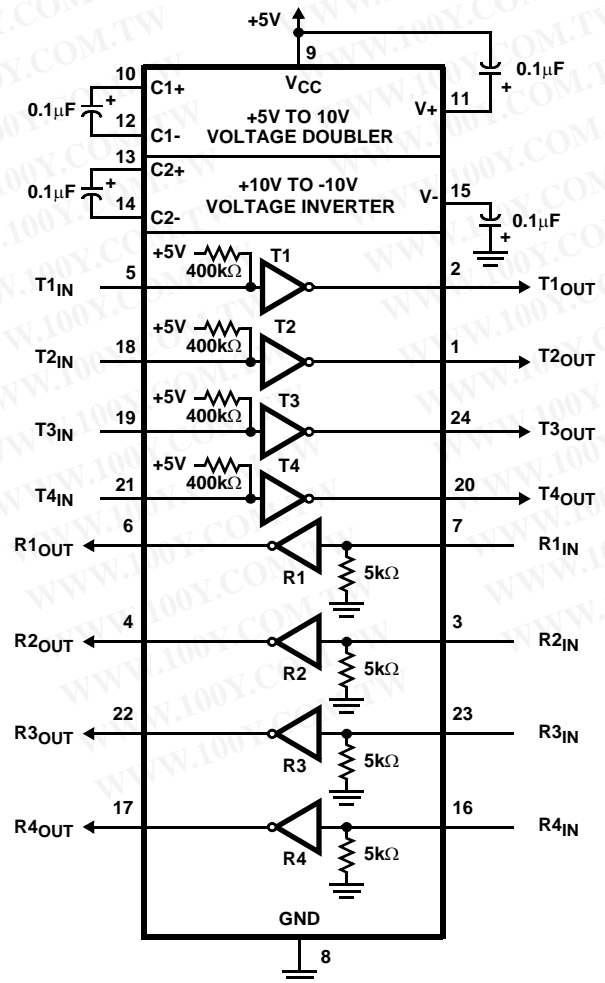 +5V
9
VCC
10
C1+
0.1μF
+
12
C1-
+5V TO 10V
VOLTAGE DOUBLER
V+
11
0.1μF
+
13
C2+
0.1μF
+
14
C2-
+10V TO -10V
VOLTAGE INVERTER
V-
15
0.1μF
+
T1IN
5
+5V
400kΩ
T1
2
T1OUT
T2IN
18
+5V
400kΩ
T2
1
T2OUT
T3IN
19
+5V
400kΩ
T3
24
T3OUT
T4IN
21
+5V
400kΩ
T4
20
T4OUT
R1OUT
6
R1
5kΩ
7
R1IN
R2OUT
4
R2
5kΩ
3
R2IN
R3OUT
22
R3
5kΩ
23
R3IN
R4OUT
17
R4
5kΩ
16
R4IN
GND
8
WWW.100Y.COM.TW